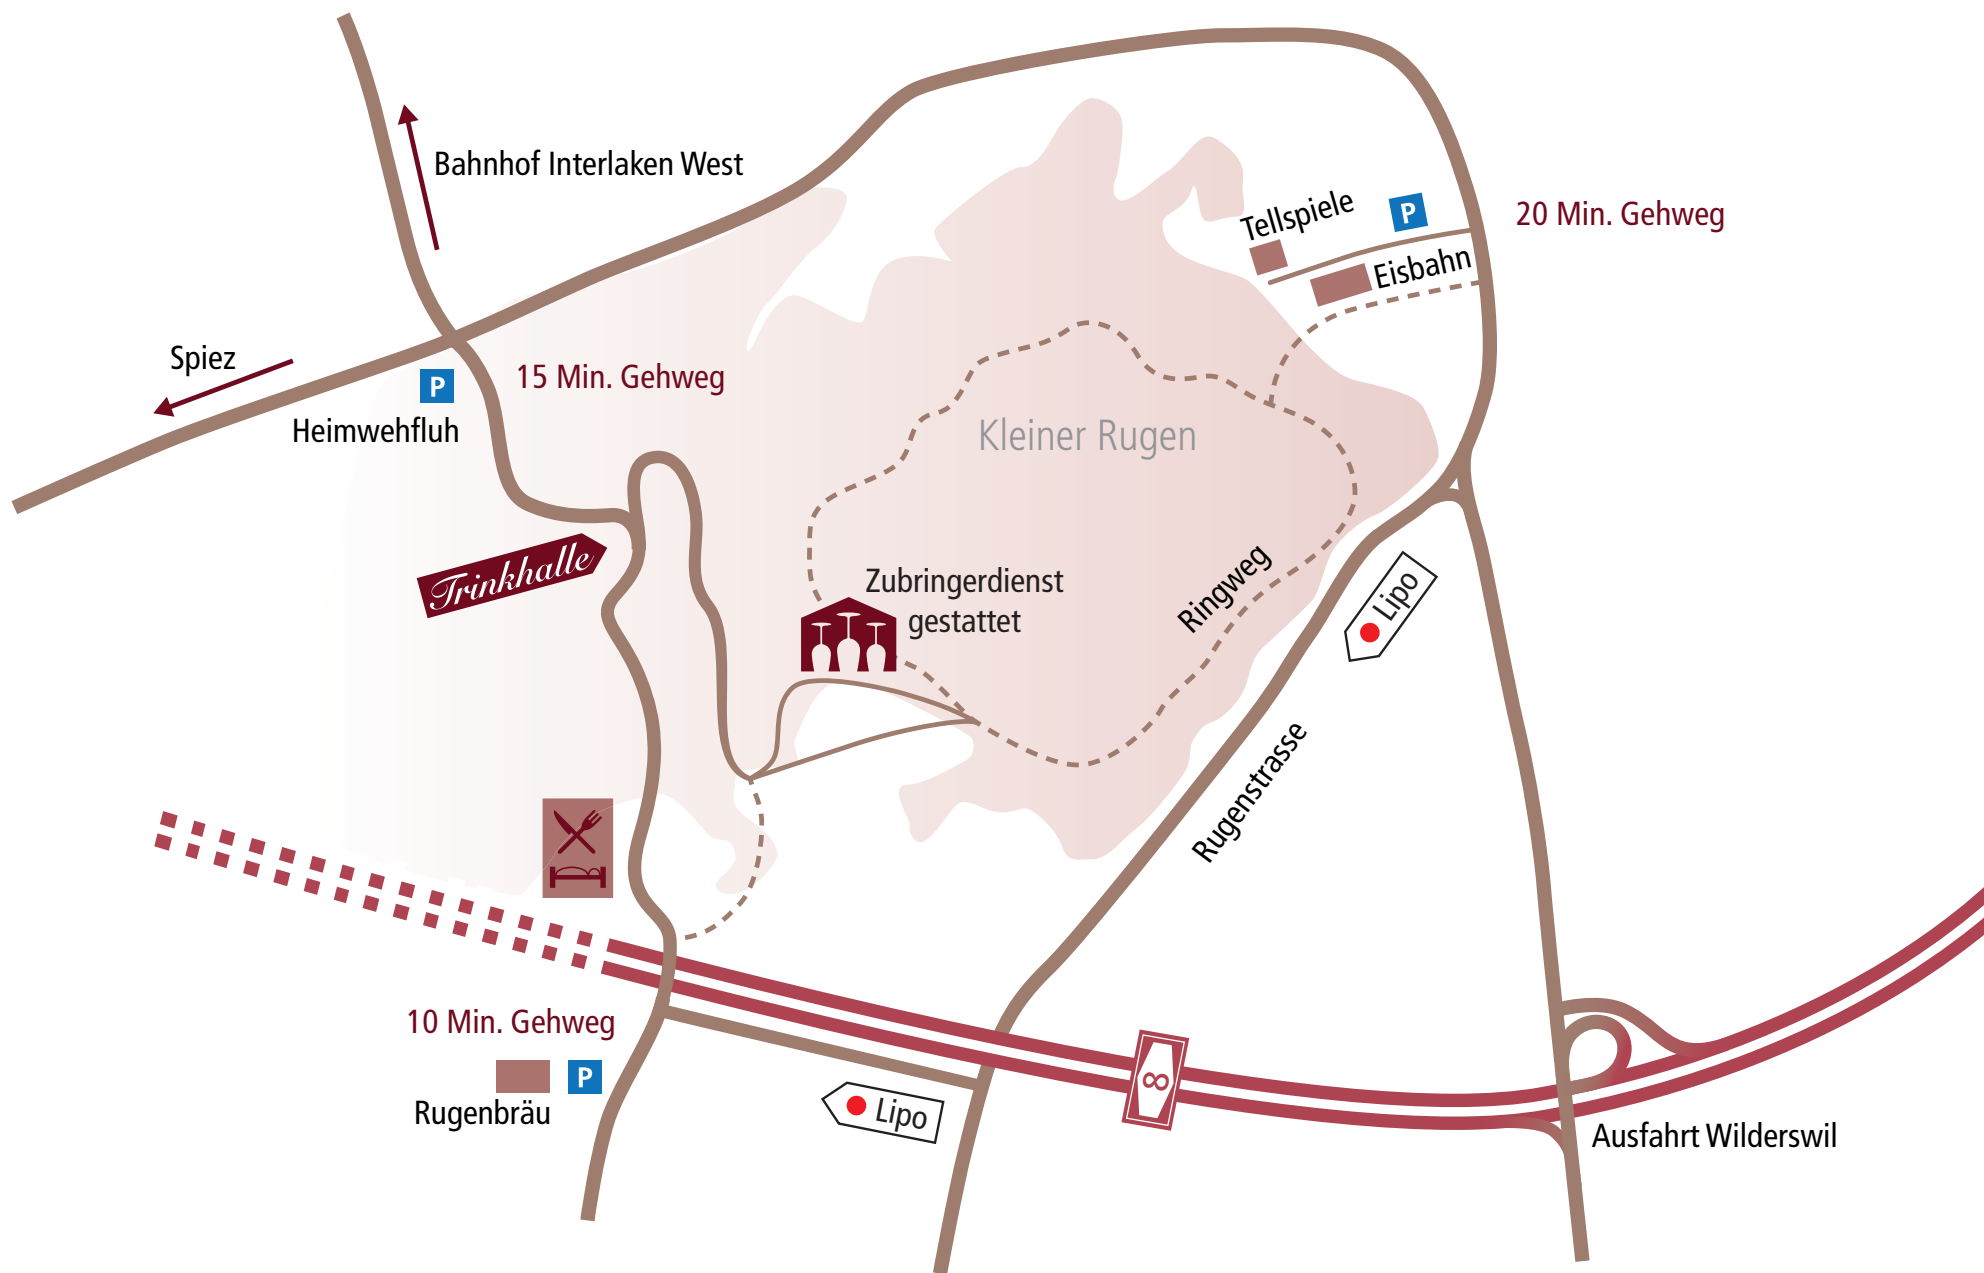 Bahnhof Interlaken West
Tellspiele
P
20 Min. Gehweg
Eisbahn
Spiez
P
15 Min. Gehweg
Heimwehfluh
Kleiner Rugen
Trinkhalle
Zubringerdienst
gestattet
Ringweg
Lipo
Rugenstrasse
10 Min. Gehweg
P
Rugenbräu
Lipo
8
Ausfahrt Wilderswil